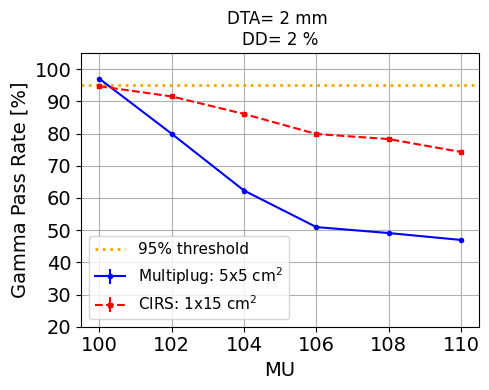 DTA= 2 mm
DD= 2 %
Gamma Pass Rate [%]
100
90
80
70
60
50
40
30
20
95% threshold
Multiplug: 5x5 cm²
CIRS: 1x15 cm²
100 102 104 106 108 110
MU